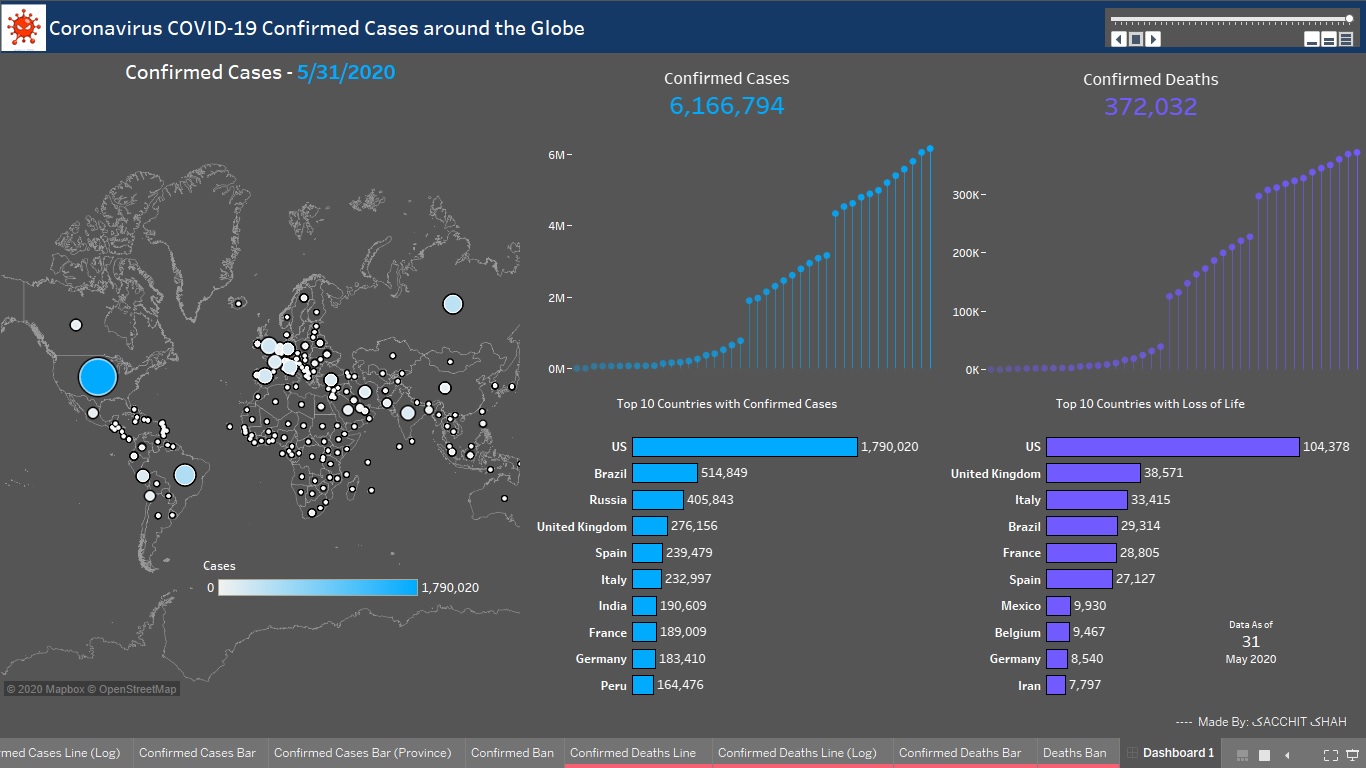 Coronavirus COVID-19 Confirmed Cases around the Globe
Confirmed Cases - 5/31/2020
Confirmed Cases
6,166,794
Confirmed Deaths
372,032
6M
4M
2M
0M
300K
200K
100K
0K
Cases
0
1,790,020
© 2020 Mapbox © OpenStreetMap
Top 10 Countries with Confirmed Cases
US 1,790,020
Brazil 514,849
Russia 405,843
United Kingdom 276,156
Spain 239,479
Italy 232,997
India 190,609
France 189,009
Germany 183,410
Peru 164,476
Top 10 Countries with Loss of Life
US 104,378
United Kingdom 38,571
Italy 33,415
Brazil 29,314
France 28,805
Spain 27,127
Mexico 9,930
Belgium 9,467
Germany 8,540
Iran 7,797
Data As of
31
May 2020
---- Made By: کACCHIT کHAH
rmed Cases Line (Log) Confirmed Cases Bar Confirmed Cases Bar (Province) Confirmed Ban Confirmed Deaths Line Confirmed Deaths Line (Log) Confirmed Deaths Bar Deaths Ban Dashboard 1